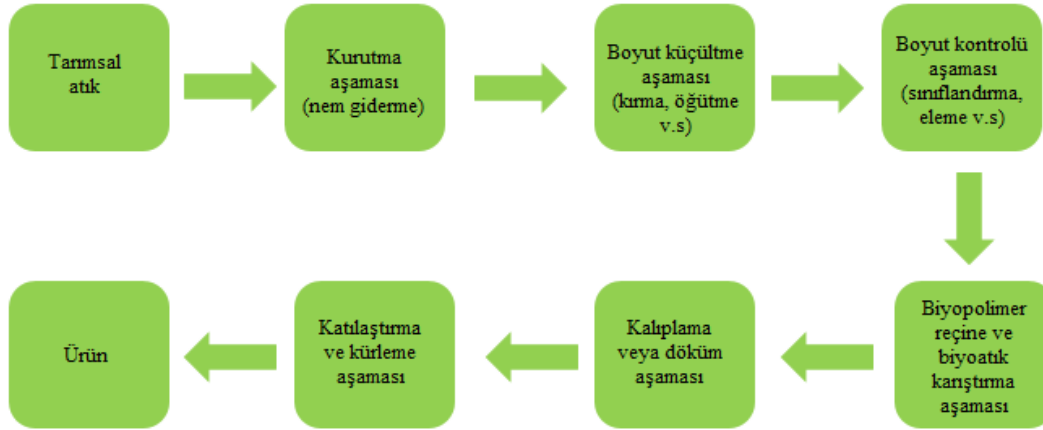 Tarımsal
atık
Kurutma
aşaması
(nem giderme)
Boyut küçültme
aşaması
(kırma, öğütme
v.s)
Boyut kontrolü
aşaması
(sınıflandırma,
eleme v.s)
Biyopolimer
reçine ve
biyoatık
karıştırma
aşaması
Kalıplama
veya döküm
aşaması
Katılaştırma
ve kürleme
aşaması
Ürün